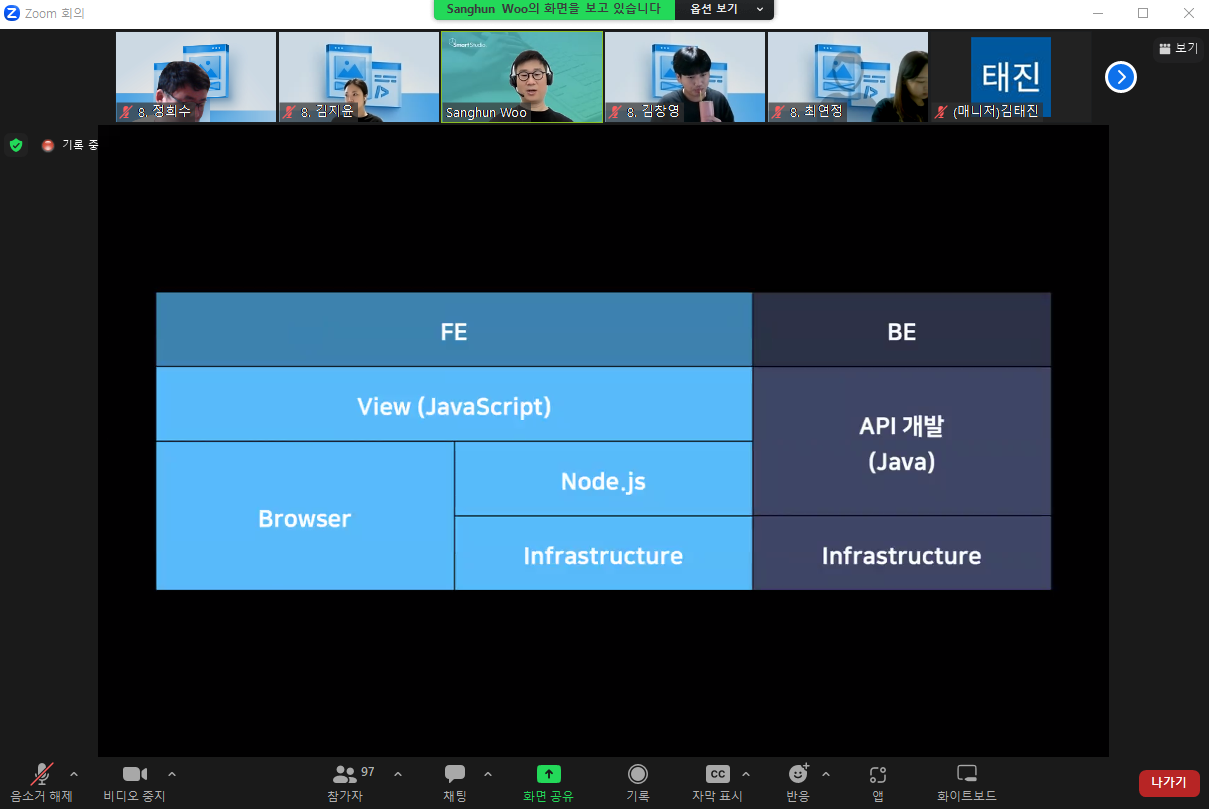 Zoom 회의
Sanghun Woo의 화면을 보고 있습니다
옵션 보기
SmartStudio
8. 정희수
8. 김지윤
Sanghun Woo
8. 김창영
8. 최연정
태진
(매니저)김태진
보기
기록 중
FE
BE
View (JavaScript)
API 개발
(Java)
Browser
Node.js
Infrastructure
Infrastructure
음소거 해제
비디오 중지
97
참가자
채팅
화면 공유
기록
CC
자막 표시
반응
앱
화이트보드
나가기